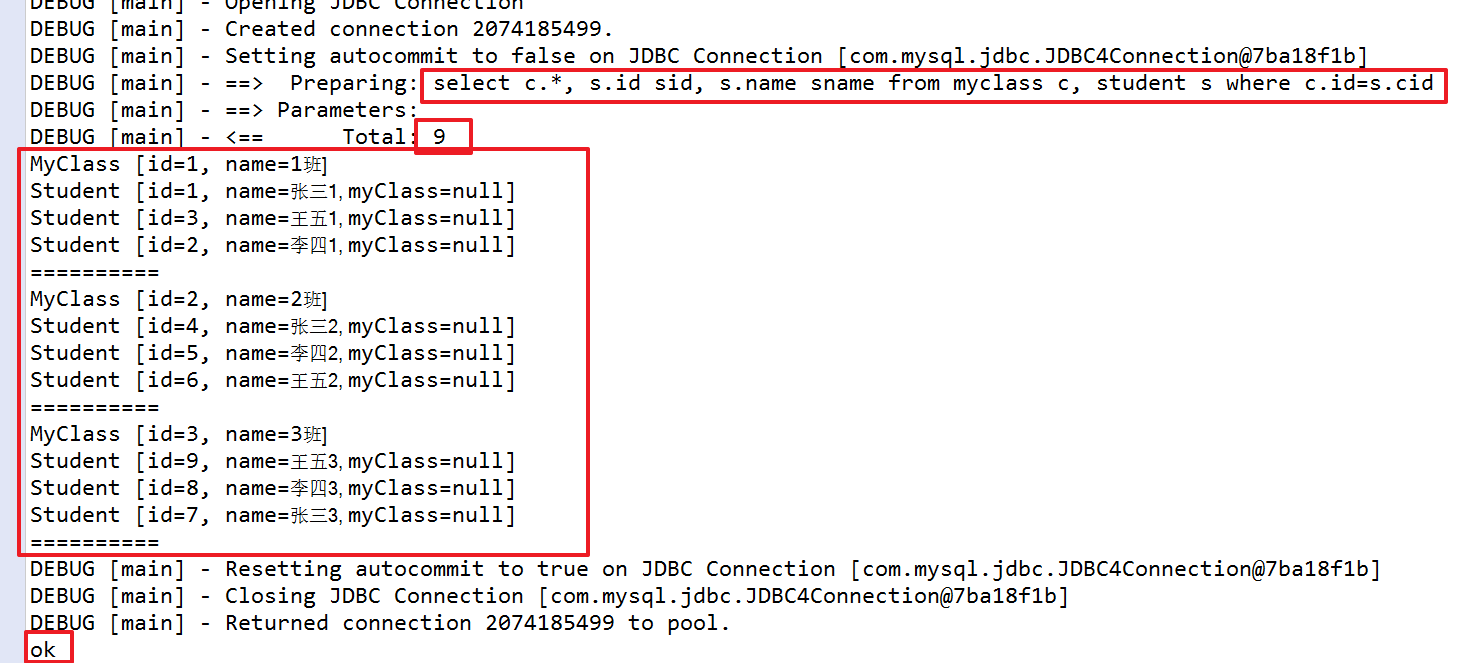 DEBUG [main] - Opening JDBC Connection
DEBUG [main] - Created connection 2074185499.
DEBUG [main] - Setting autocommit to false on JDBC Connection [com.mysql.jdbc.JDBC4Connection@7ba18f1b]
DEBUG [main] - ==>  Preparing: select c.*, s.id sid, s.name sname from myclass c, student s where c.id=s.cid
DEBUG [main] - ==> Parameters:
DEBUG [main] - <==      Total: 9
MyClass [id=1, name=1班]
Student [id=1, name=张三1,myClass=null]
Student [id=3, name=王五1,myClass=null]
Student [id=2, name=李四1,myClass=null]
==========
MyClass [id=2, name=2班]
Student [id=4, name=张三2,myClass=null]
Student [id=5, name=李四2,myClass=null]
Student [id=6, name=王五2,myClass=null]
==========
MyClass [id=3, name=3班]
Student [id=9, name=王五3,myClass=null]
Student [id=8, name=李四3,myClass=null]
Student [id=7, name=张三3,myClass=null]
==========
DEBUG [main] - Resetting autocommit to true on JDBC Connection [com.mysql.jdbc.JDBC4Connection@7ba18f1b]
DEBUG [main] - Closing JDBC Connection [com.mysql.jdbc.JDBC4Connection@7ba18f1b]
DEBUG [main] - Returned connection 2074185499 to pool.
ok